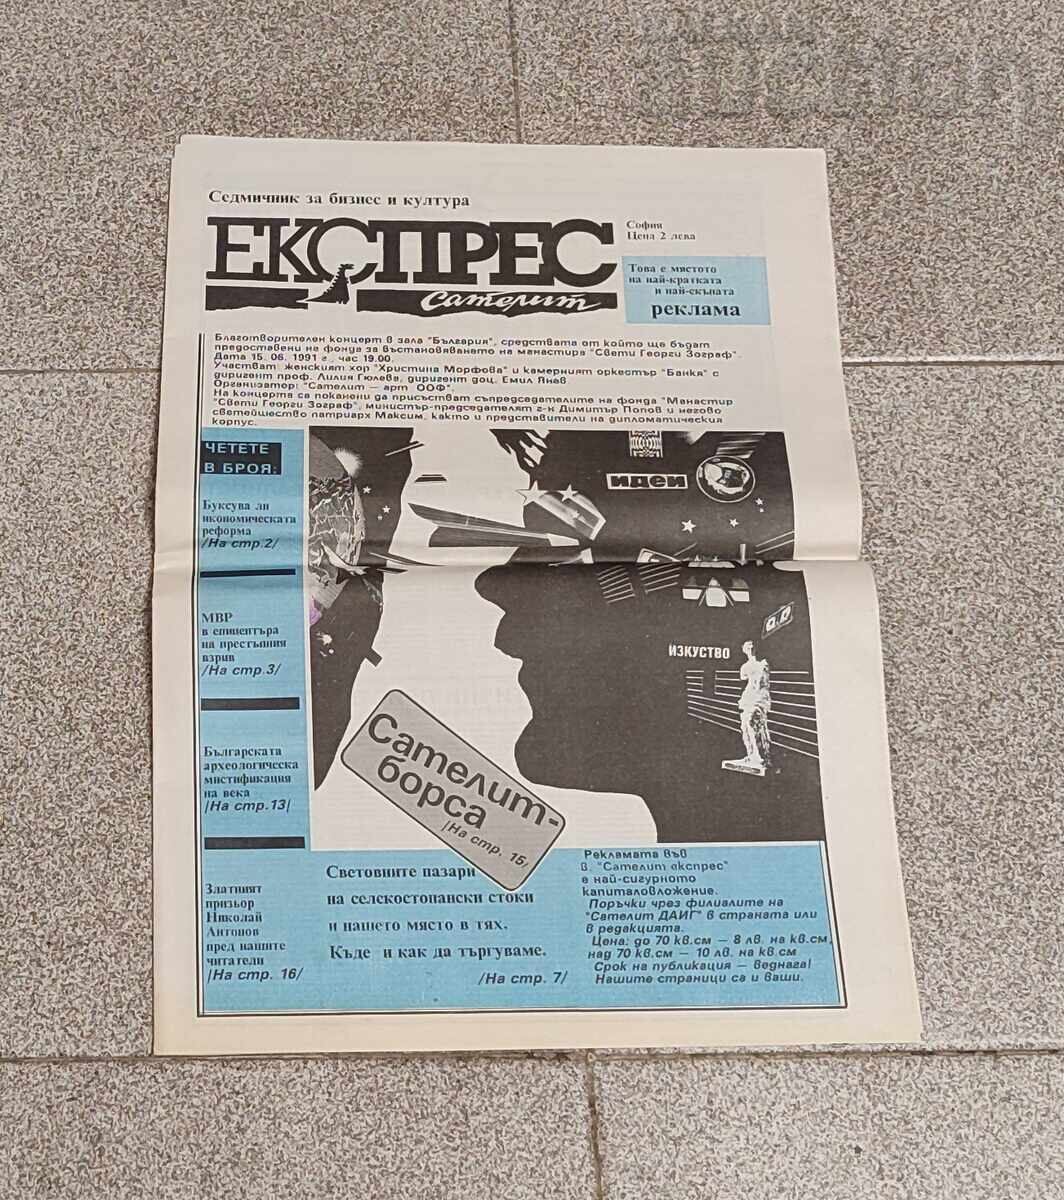 Седмичник за бизнес и култура
ЕКСПРЕС
сателит
София
Цена 2 лева
Това е мястото
на най-кратката
и най-скъпата
реклама
Благотворителен концерт в зала "България", средствата от който ще бъдат
предоставени на фонда за възстановяването на манастира "Свети Георги Зограф".
Дата 15. 06. 1991 г., час 19.00.
Участват женският хор "Христина Морфова" и камерният оркестър "Банкя" с
диригент проф. Лилия Гюлева, диригент доц. Емил Янев.
Организатор: "Сателит — арт ООФ".
На концерта са поканени да присъстват съпредседателите на фонда "Манастир
"Свети Георги Зограф", министър-председателят г-н Димитър Попов и негово
светейшество патриарх Максим, както и представители на дипломатическия
корпус.
ЧЕТЕТЕ
В БРОЯ:
Буксува ли
икономическата
реформа
/На стр. 2/
МВР
в епицентъра
на престъпния
взрив
/На стр. 3/
Българската
археологическа
мистификация
на века
/На стр. 13/
Златният
призьор
Николай
Антонов
пред нашите
читатели
/На стр. 16/
идеи
а.Д
ИЗКУСТВО
Сателит-
борса
/На стр. 15/
Световните пазари
на селскостопански стоки
и нашето място в тях.
Къде и как да търгуваме.
/На стр. 7/
Рекламата във
в. "Сателит експрес"
е най-сигурното
капиталовложение.
Поръчки чрез филиалите на
"Сателит ДАИГ" в страната или
в редакцията.
Цена: до 70 кв.см — 8 лв. на кв.см,
над 70 кв.см — 10 лв. на кв.см
Срок на публикация — веднага!
Нашите страници са и ваши.